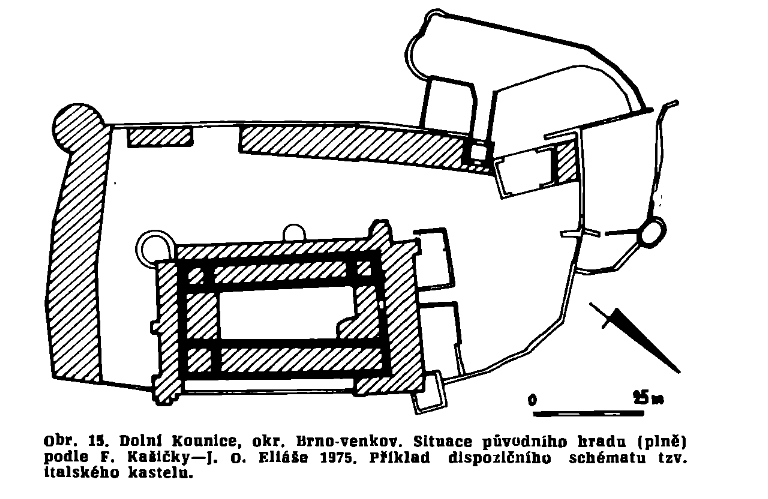 0 25 m
Obr. 15. Dolní Kounice, okr. Brno-venkov. Situace původního hradu (plně)
podle F. Kašičky—J. O. Eliáše 1975. Příklad dispozičního schématu tzv.
italského kastelu.